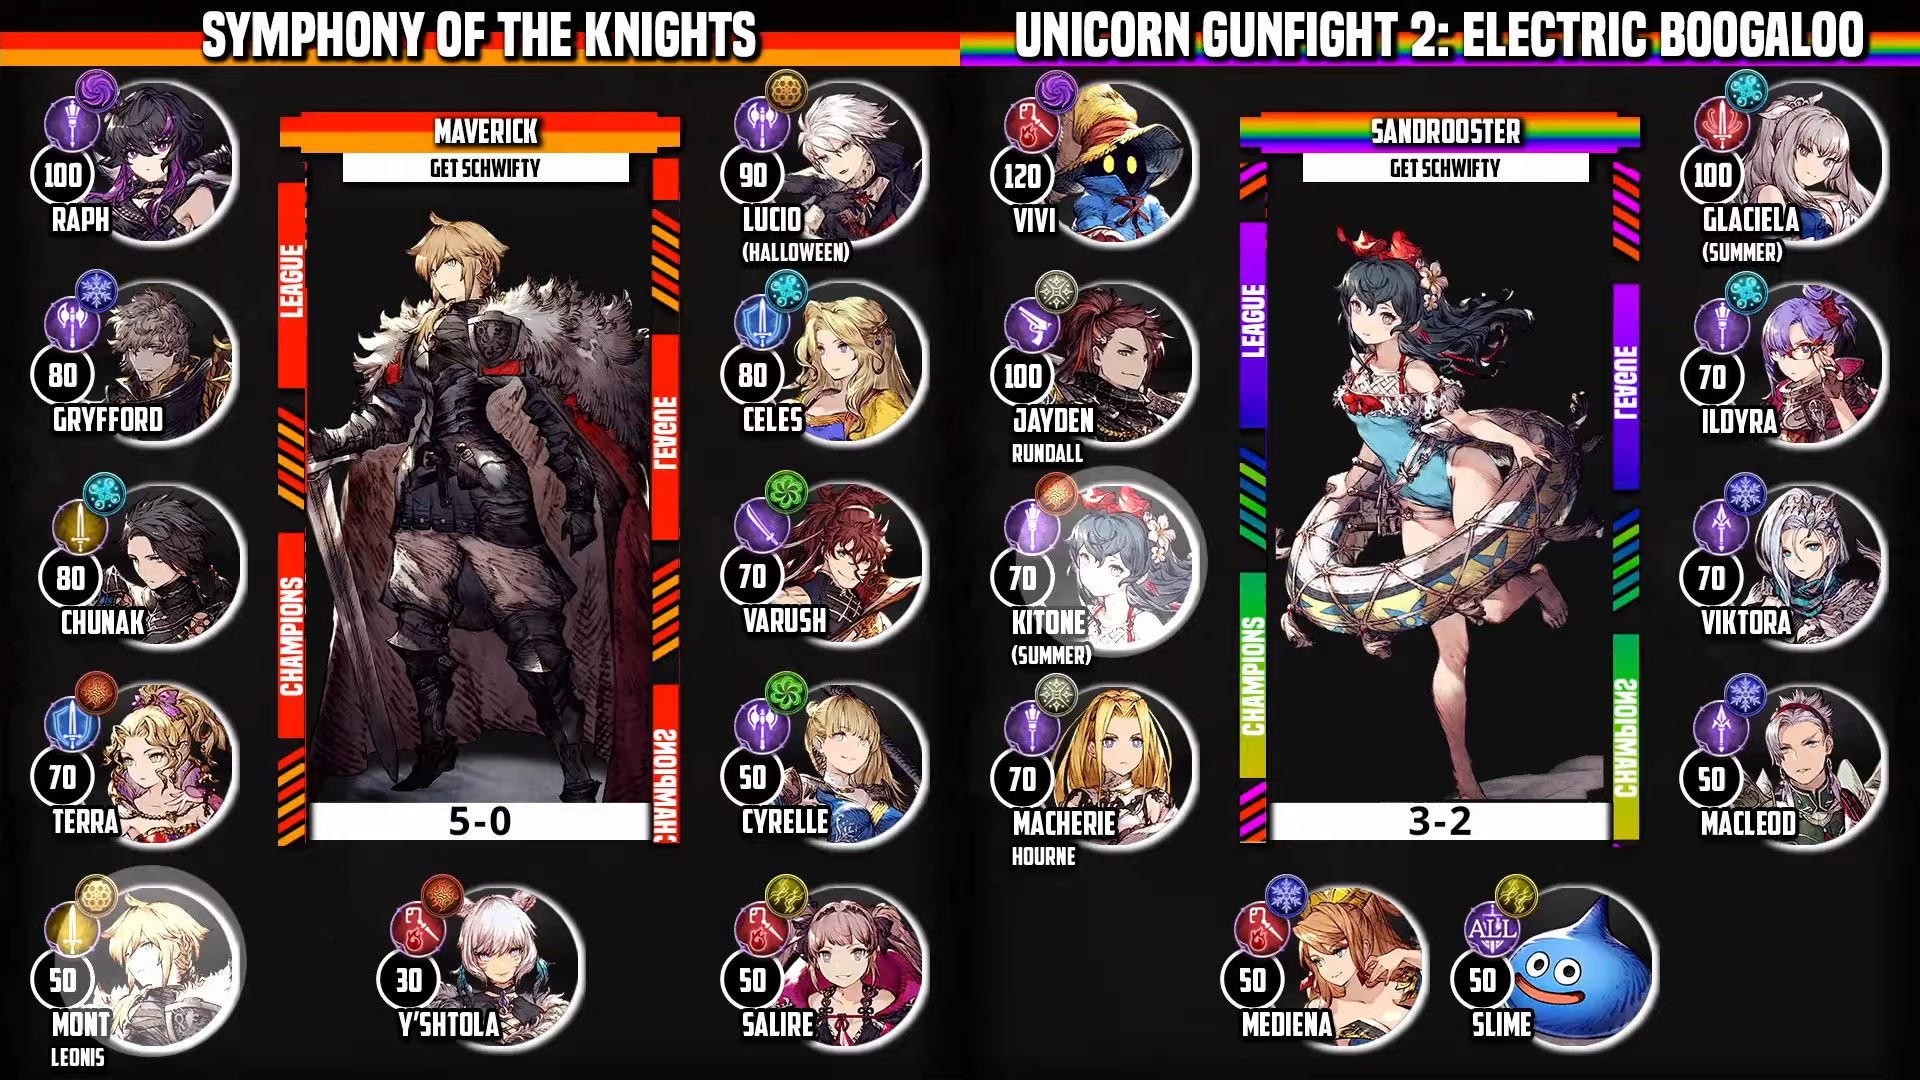 SYMPHONY OF THE KNIGHTS
MAVERICK
GET SCHWIFTY
LEAGUE
CHAMPIONS
LEAGUE
CHAMPIONS
5-0
100
RAPH
80
GRYFFORD
80
CHUNAK
70
TERRA
50
MONT
LEONIS
30
Y'SHTOLA
90
LUCIO
(HALLOWEEN)
80
CELES
70
VARUSH
50
CYRELLE
50
SALIRE
UNICORN GUNFIGHT 2: ELECTRIC BOOGALOO
SANDROOSTER
GET SCHWIFTY
LEAGUE
CHAMPIONS
LEAGUE
CHAMPIONS
3-2
120
VIVI
100
JAYDEN
RUNDALL
70
KITONE
(SUMMER)
70
MACHERIE
HOURNE
50
MEDIENA
ALL
50
SLIME
100
GLACIELA
(SUMMER)
70
ILDYRA
70
VIKTORA
50
MACLEOD